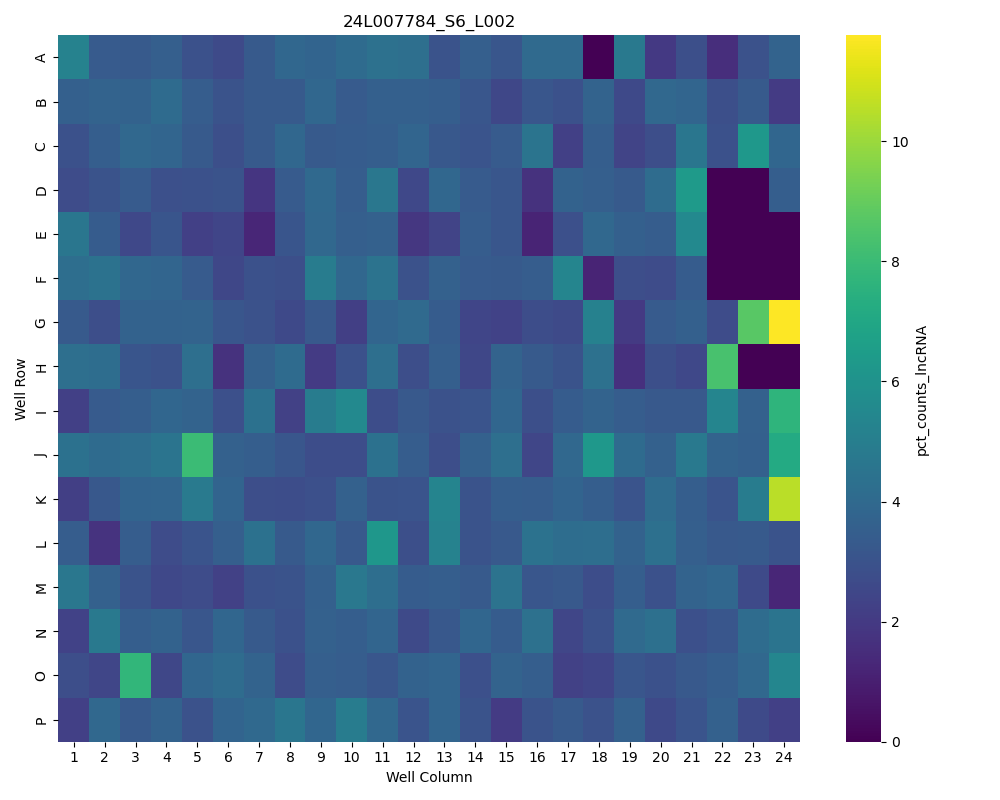 24L007784_S6_L002
A
B
C
D
E
F
G
H
I
J
K
L
M
N
O
P
Well Row
1 2 3 4 5 6 7 8 9 10 11 12 13 14 15 16 17 18 19 20 21 22 23 24
Well Column
10
8
6
4
2
0
pct_counts_lncRNA